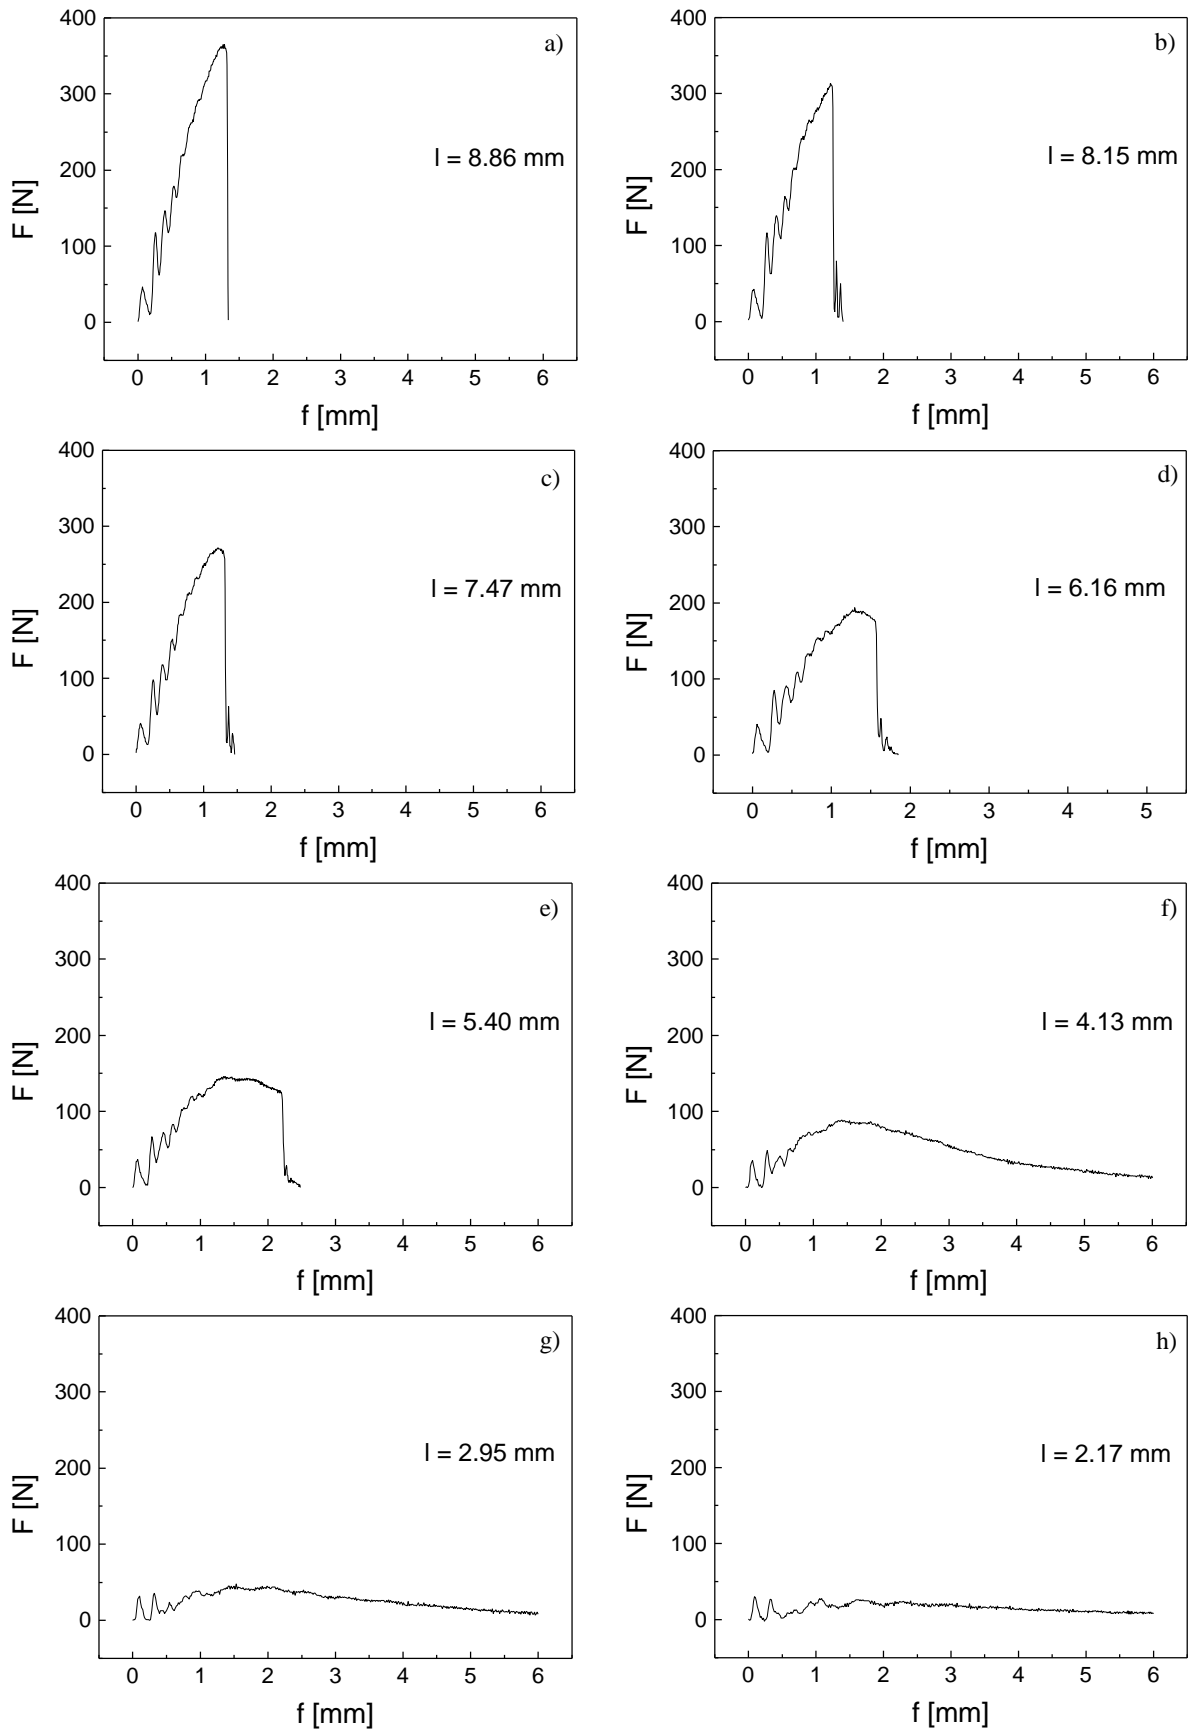 400
300
200
100
0
F [N]
a)
l = 8.86 mm
0 1 2 3 4 5 6
f [mm]
400
300
200
100
0
F [N]
b)
l = 8.15 mm
0 1 2 3 4 5 6
f [mm]
400
300
200
100
0
F [N]
c)
l = 7.47 mm
0 1 2 3 4 5 6
f [mm]
400
300
200
100
0
F [N]
d)
l = 6.16 mm
0 1 2 3 4 5
f [mm]
400
300
200
100
0
F [N]
e)
l = 5.40 mm
0 1 2 3 4 5 6
f [mm]
400
300
200
100
0
F [N]
f)
l = 4.13 mm
0 1 2 3 4 5 6
f [mm]
400
300
200
100
0
F [N]
g)
l = 2.95 mm
0 1 2 3 4 5 6
f [mm]
400
300
200
100
0
F [N]
h)
l = 2.17 mm
0 1 2 3 4 5 6
f [mm]